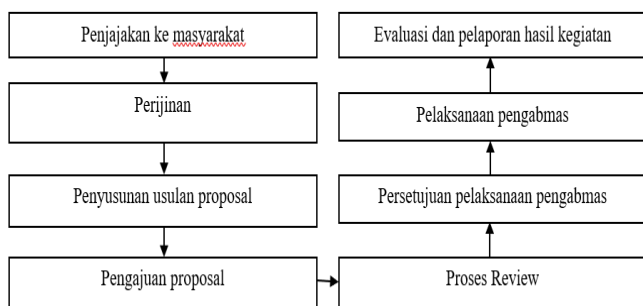 Penjajakan ke masyarakat
Perijinan
Penyusunan usulan proposal
Pengajuan proposal
Proses Review
Persetujuan pelaksanaan pengabmas
Pelaksanaan pengabmas
Evaluasi dan pelaporan hasil kegiatan